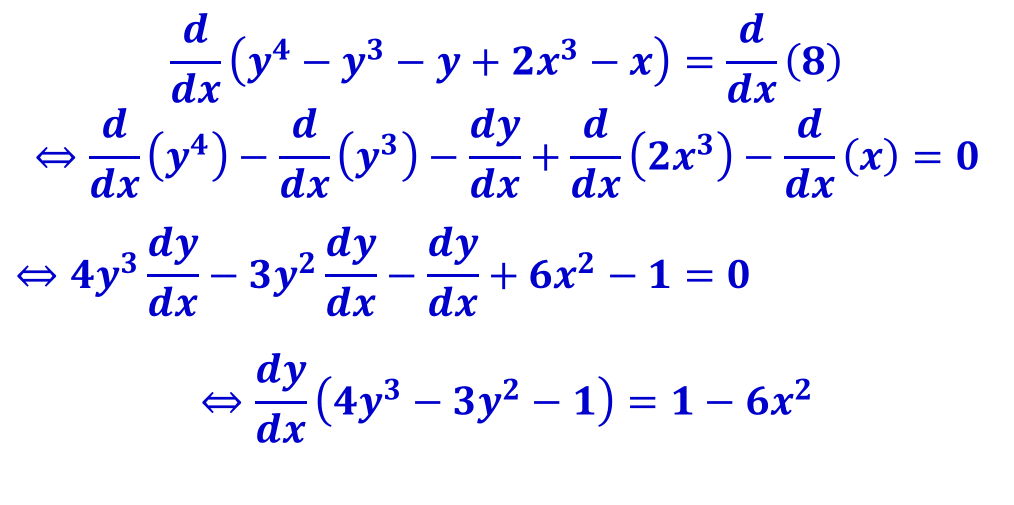 d/dx (y⁴ − y³ − y + 2x³ − x) = d/dx (8)
⇔ d/dx (y⁴) − d/dx (y³) − dy/dx + d/dx (2x³) − d/dx (x) = 0
⇔ 4y³ dy/dx − 3y² dy/dx − dy/dx + 6x² − 1 = 0
⇔ dy/dx (4y³ − 3y² − 1) = 1 − 6x²